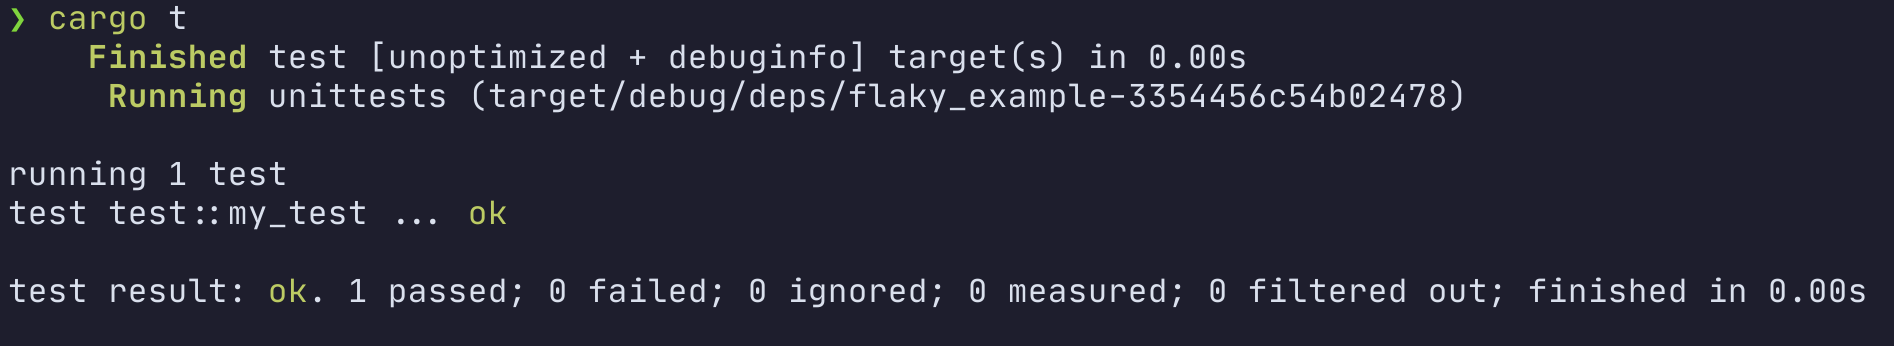 ❯ cargo t
Finished test [unoptimized + debuginfo] target(s) in 0.00s
Running unittests (target/debug/deps/flaky_example-3354456c54b02478)
running 1 test
test test::my_test ... ok
test result: ok. 1 passed; 0 failed; 0 ignored; 0 measured; 0 filtered out; finished in 0.00s